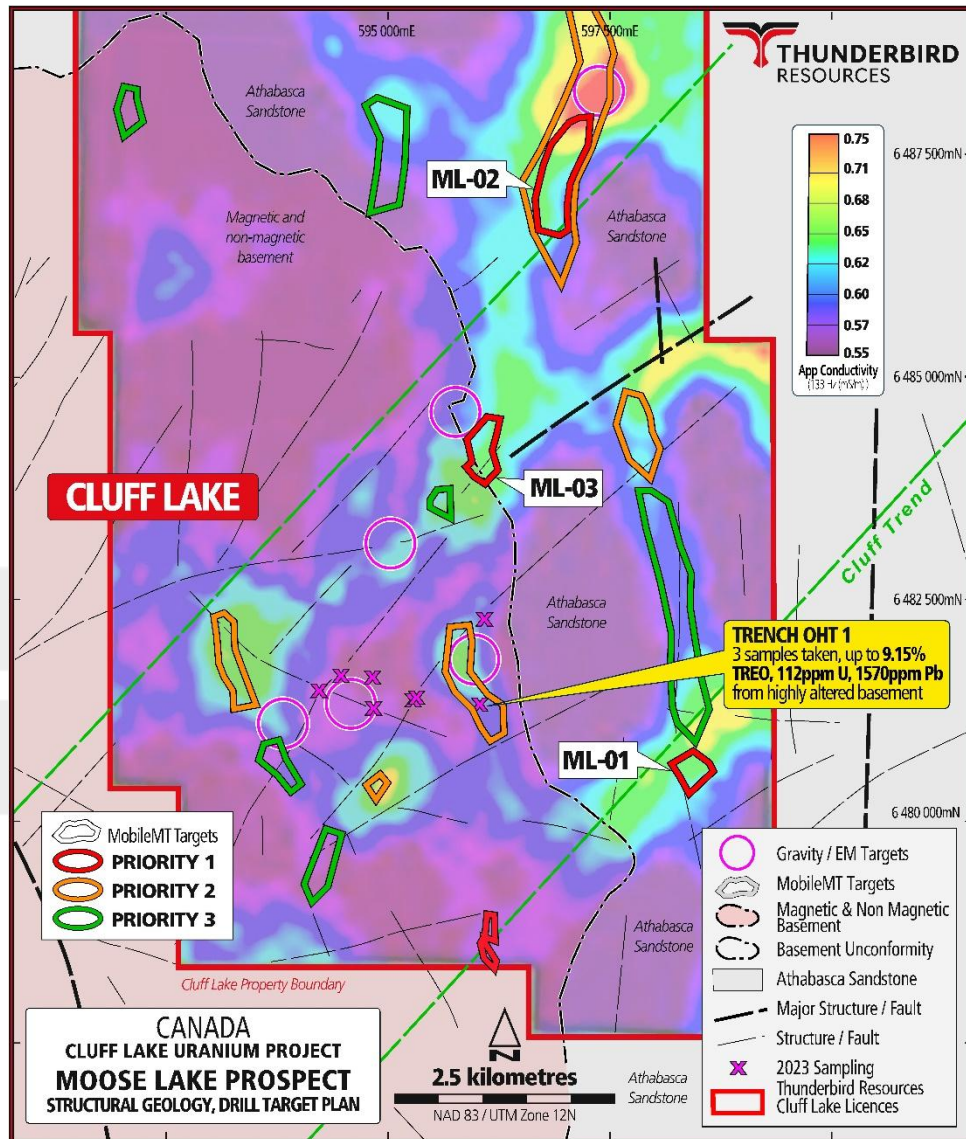 595 000mE
597 500mE
THUNDERBIRD
RESOURCES
Athabasca
Sandstone
ML-02
Magnetic and
non-magnetic
basement
Athabasca
Sandstone
6 487 500mN
0.75
0.71
0.68
0.64
0.62
0.60
0.57
0.55
App Conductivity
(133 Hz (mS/m))
6 485 000mN
CLUFF LAKE
ML-03
Cluff Trend
Athabasca
Sandstone
6 482 500mN
TRENCH OHT 1
3 samples taken, up to 9.15%
TREO, 112ppm U, 1570ppm Pb
from highly altered basement
ML-01
6 480 000mN
MobileMT Targets
PRIORITY 1
PRIORITY 2
PRIORITY 3
Athabasca
Sandstone
Cluff Lake Property Boundary
Gravity / EM Targets
MobileMT Targets
Magnetic & Non Magnetic
Basement
Basement Unconformity
Athabasca Sandstone
Major Structure / Fault
Structure / Fault
2023 Sampling
Thunderbird Resources
Cluff Lake Licences
CANADA
CLUFF LAKE URANIUM PROJECT
MOOSE LAKE PROSPECT
STRUCTURAL GEOLOGY, DRILL TARGET PLAN
N
2.5 kilometres
NAD 83 / UTM Zone 12N
Athabasca
Sandstone